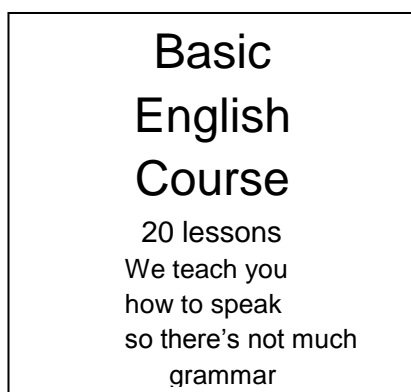 Basic
English
Course
20 lessons
We teach you
how to speak
so there’s not much
grammar